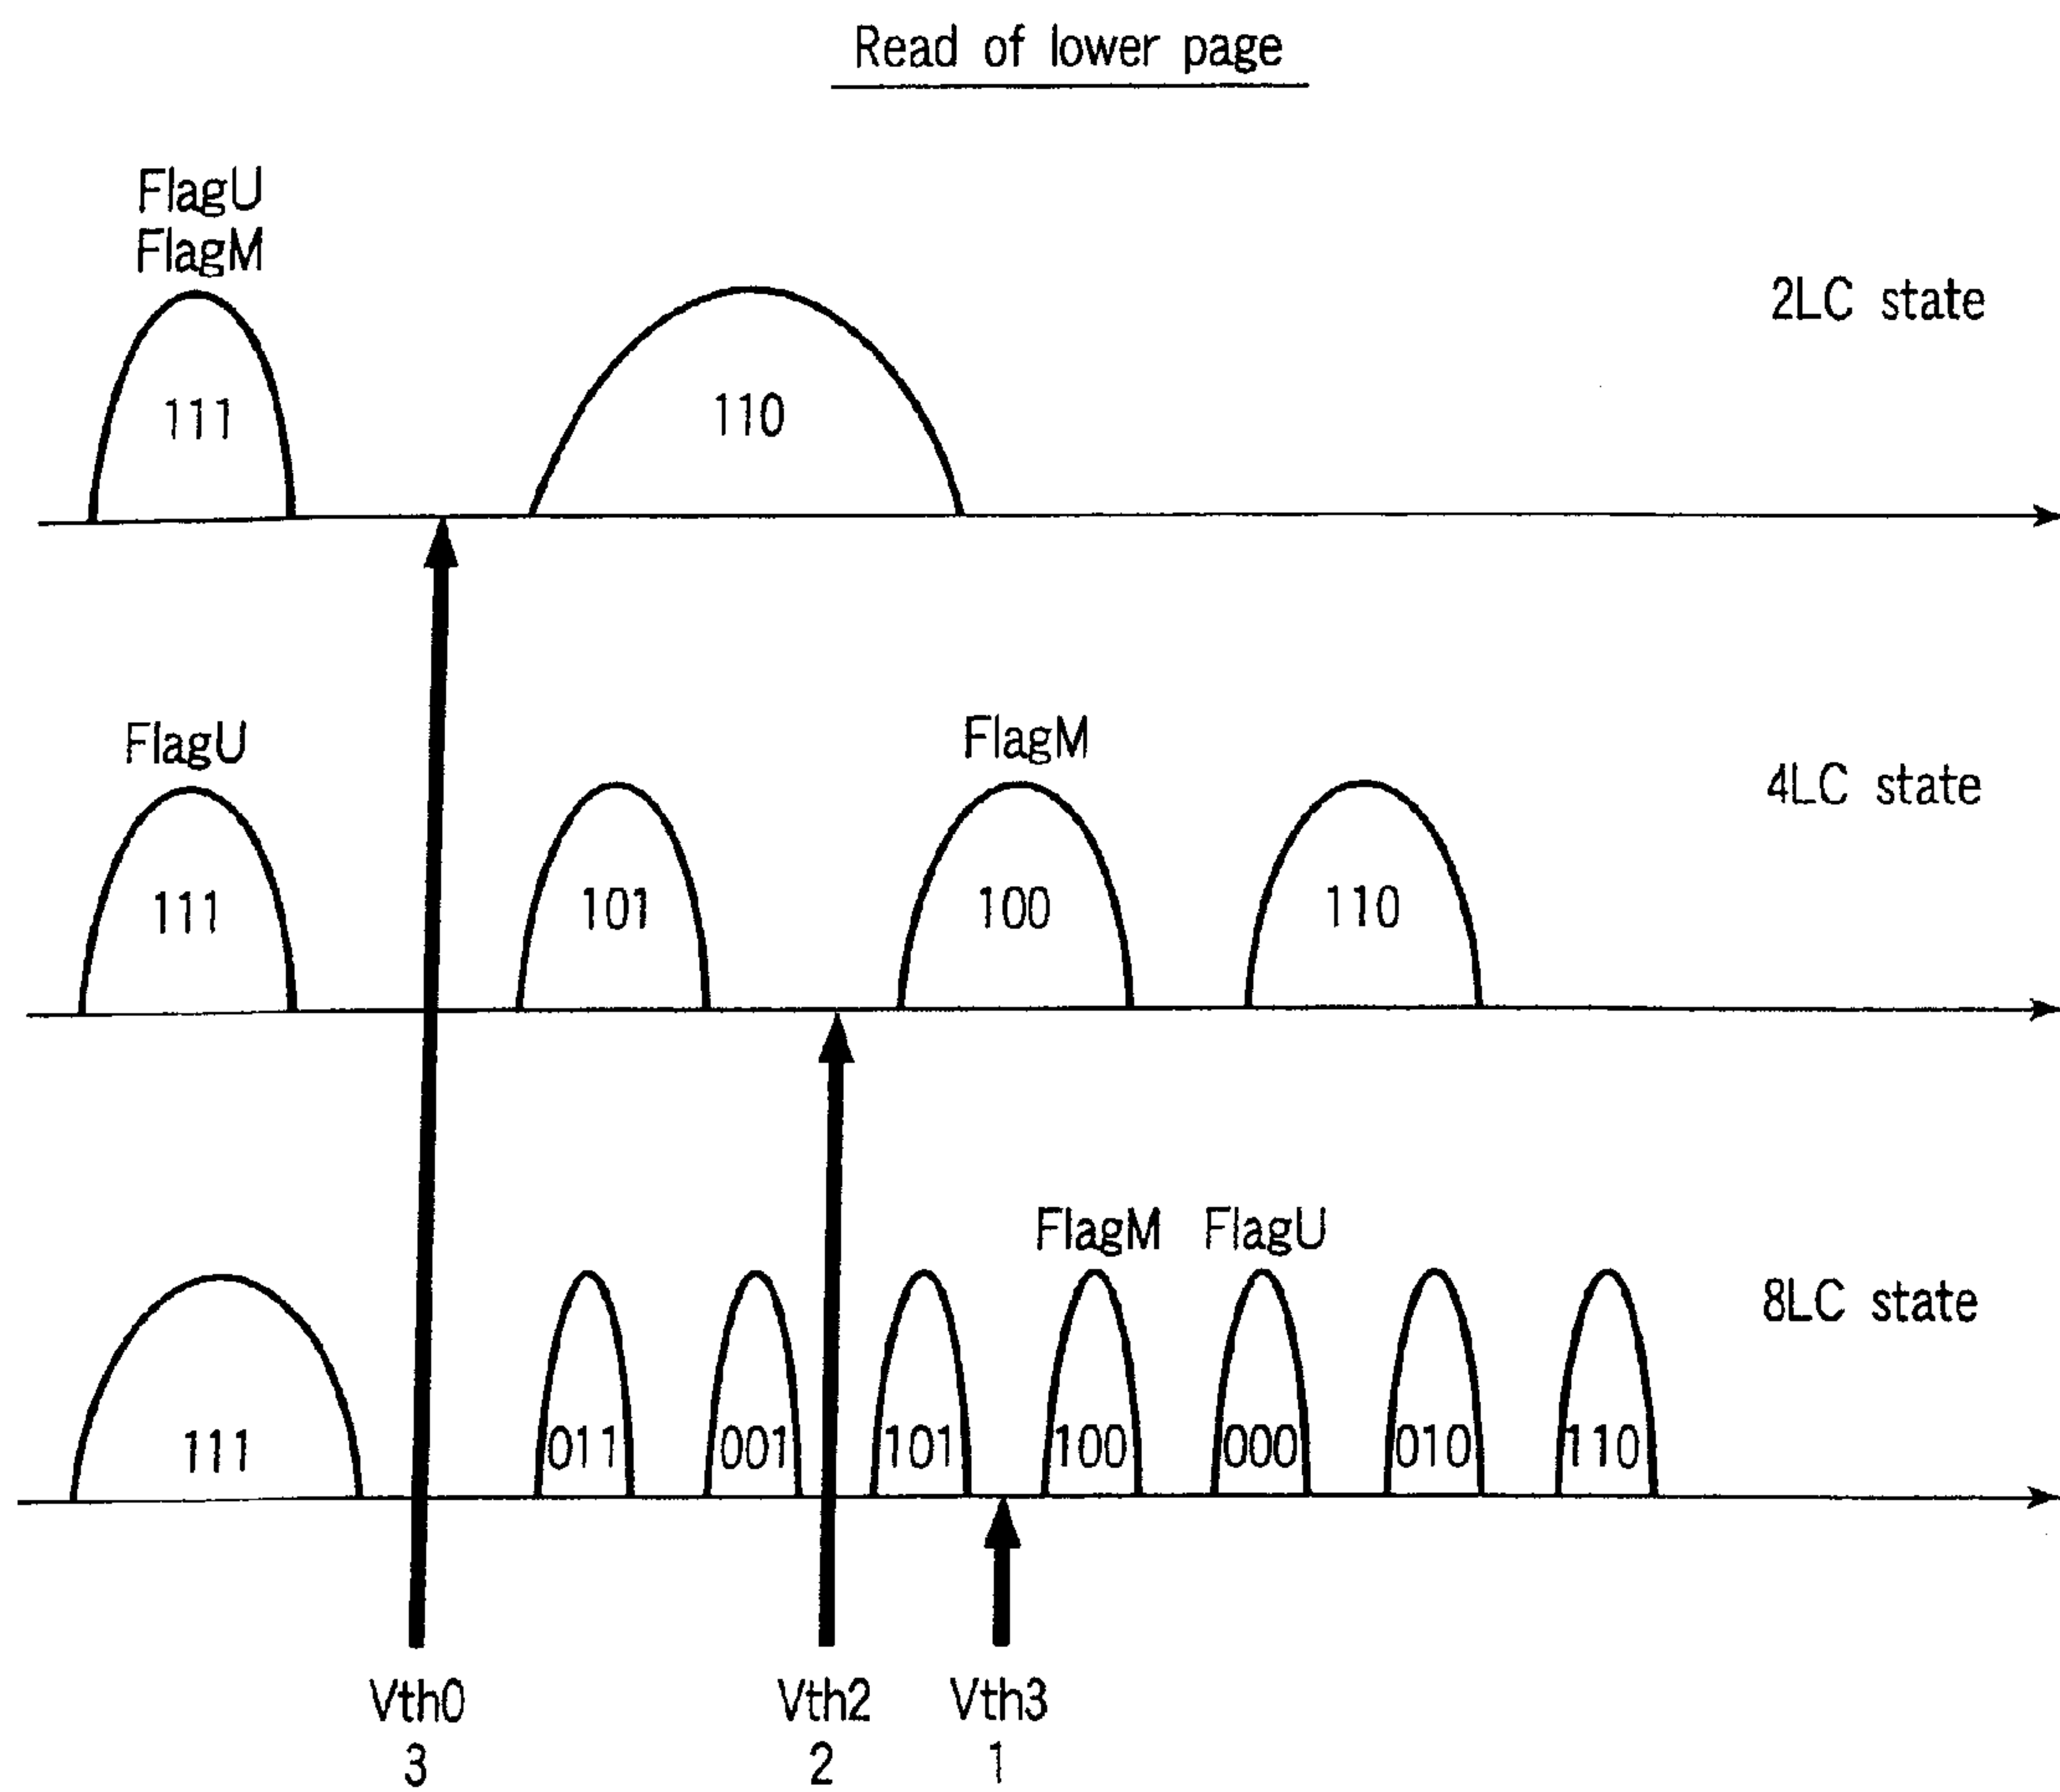 Read of lower page
FlagU
FlagM
2LC state
111
110
FlagU
FlagM
4LC state
111
101
100
110
FlagM
FlagU
8LC state
111
011
001
101
100
000
010
110
Vth0
Vth2
Vth3
3
2
1